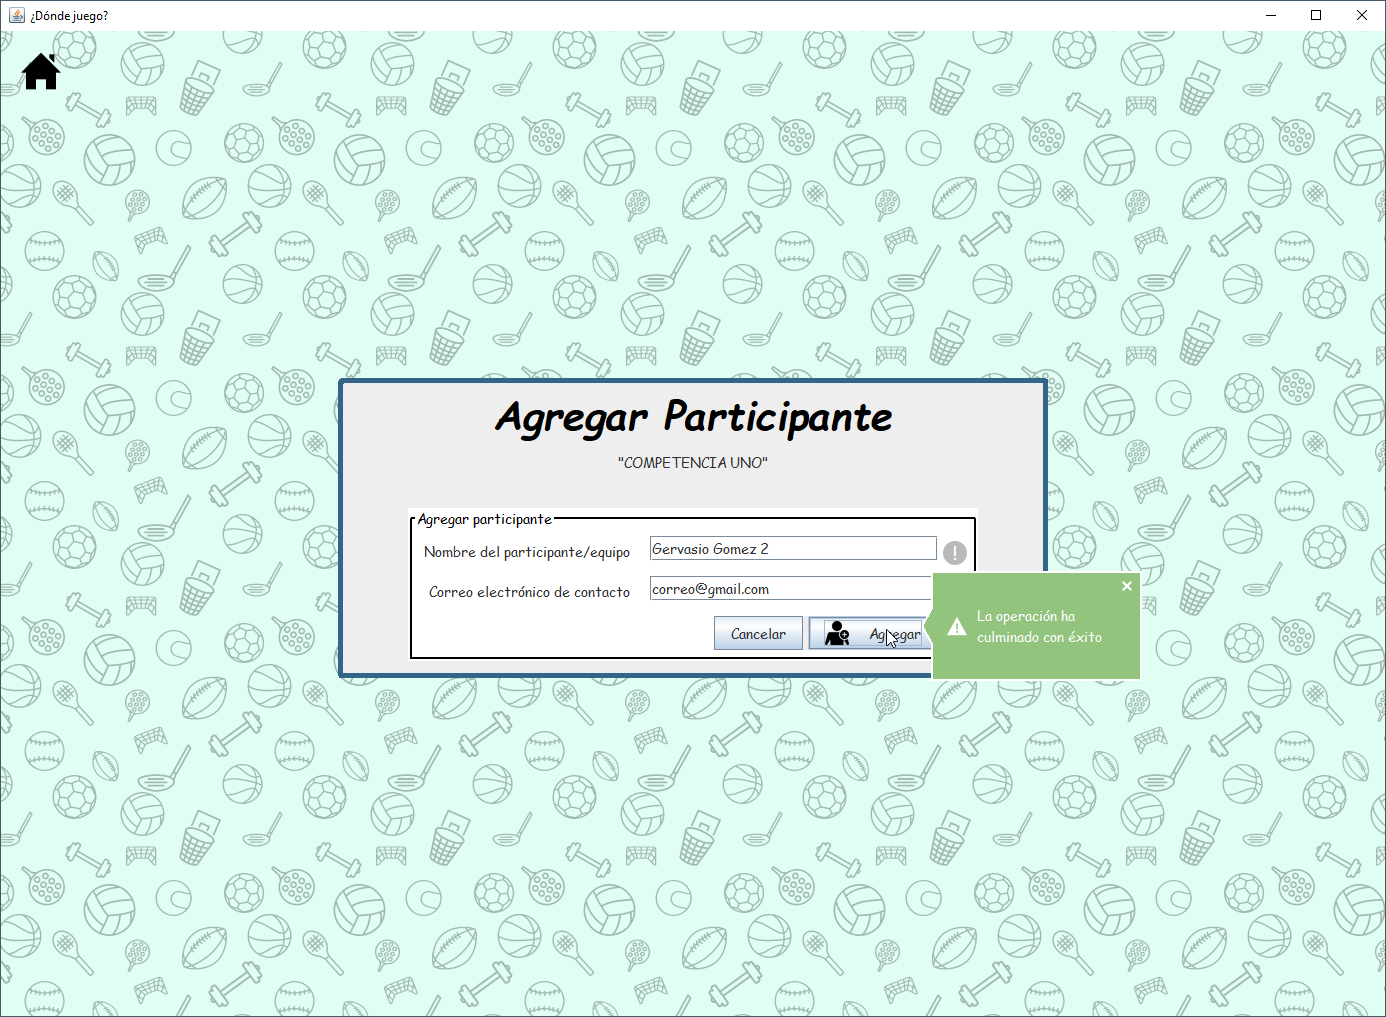 ¿Dónde juego?
Agregar Participante
"COMPETENCIA UNO"
Agregar participante
Nombre del participante/equipo
Gervasio Gomez 2
Correo electrónico de contacto
correo@gmail.com
Cancelar
Agregar
La operación ha
culminado con éxito